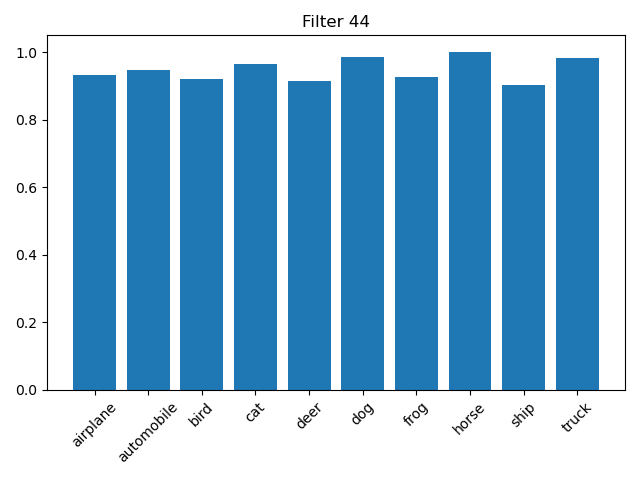 Filter 44
1.0
0.8
0.6
0.4
0.2
0.0
airplane
automobile
bird
cat
deer
dog
frog
horse
ship
truck